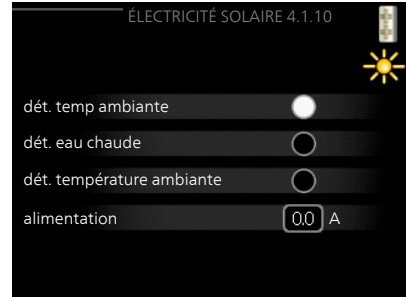 ÉLECTRICITÉ SOLAIRE 4.1.10
dét. temp ambiante
dét. eau chaude
dét. température ambiante
alimentation 0.0 A